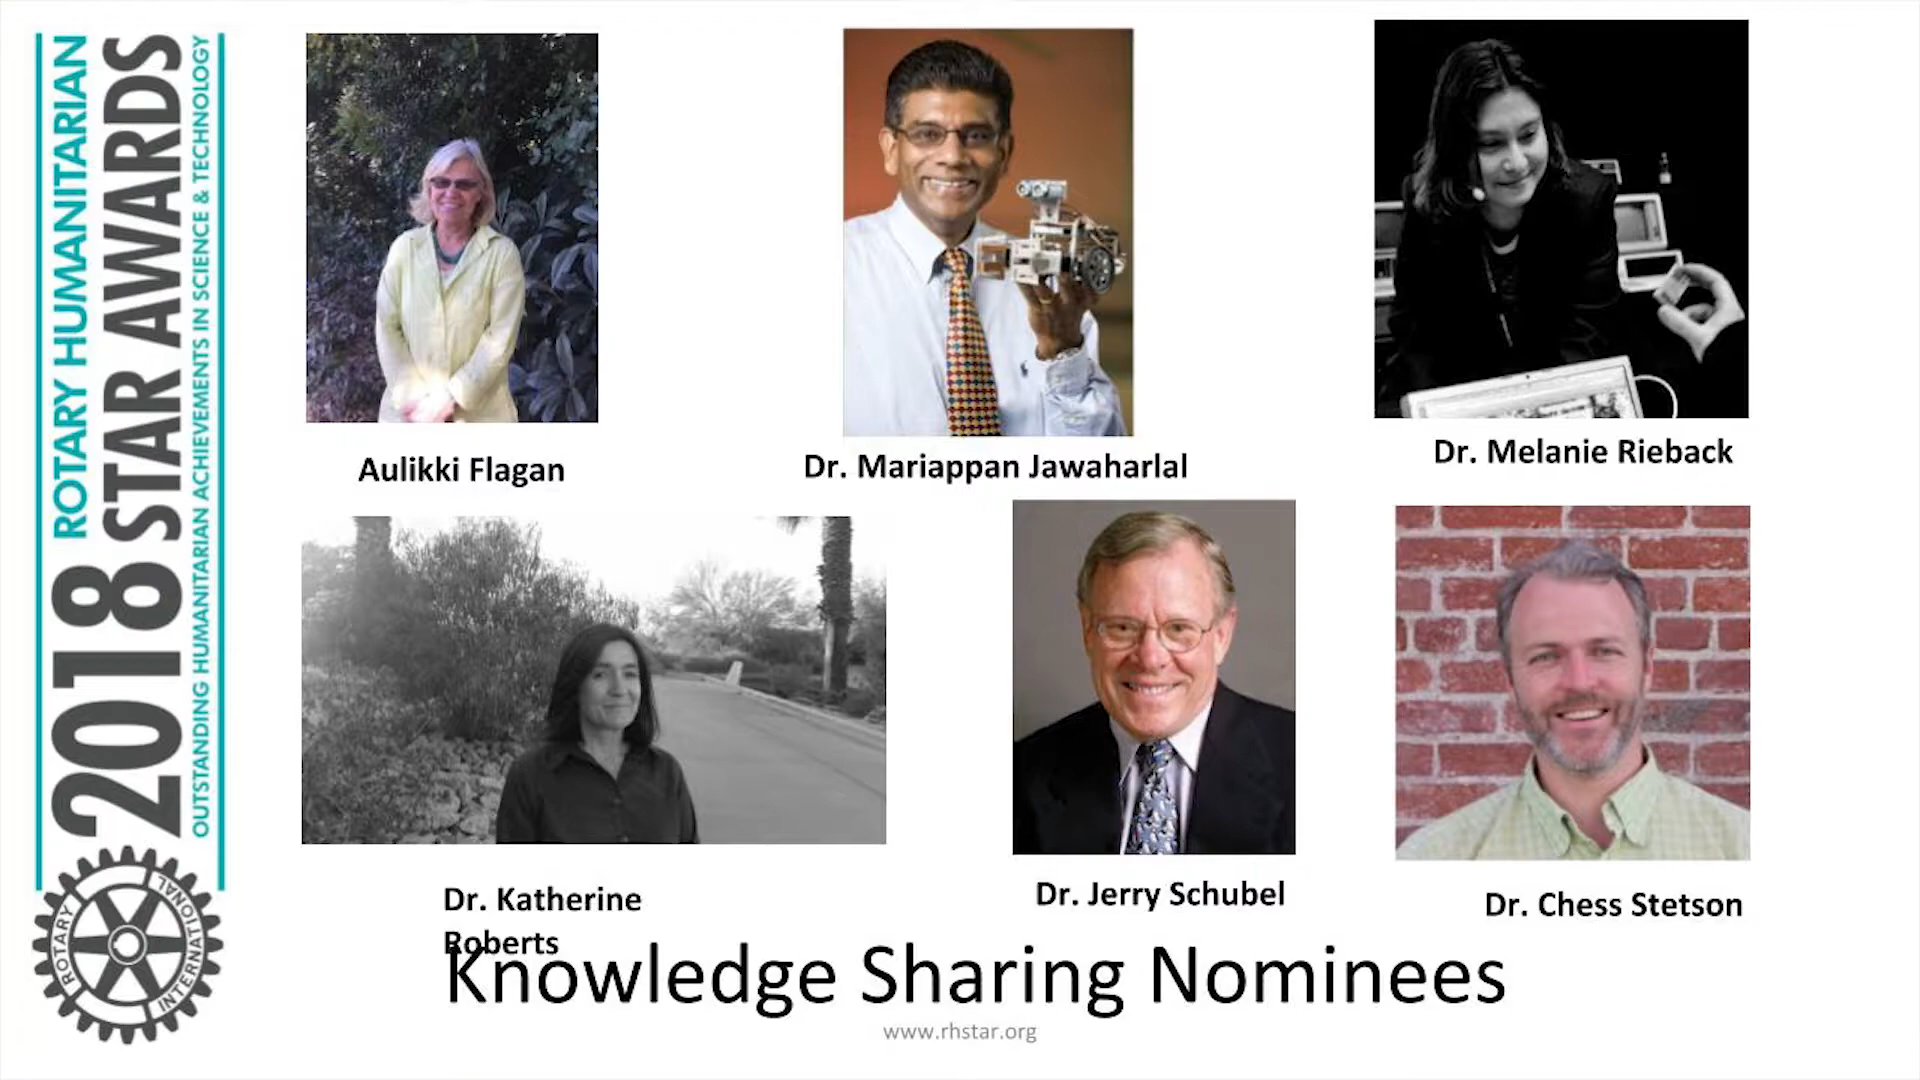 2018 ROTARY HUMANITARIAN
STAR AWARDS
OUTSTANDING HUMANITARIAN ACHIEVEMENTS IN SCIENCE & TECHNOLOGY
ROTARY INTERNATIONAL
Aulikki Flagan
Dr. Mariappan Jawaharlal
Dr. Melanie Rieback
Dr. Katherine
Roberts
Dr. Jerry Schubel
Dr. Chess Stetson
Knowledge Sharing Nominees
www.rhstar.org